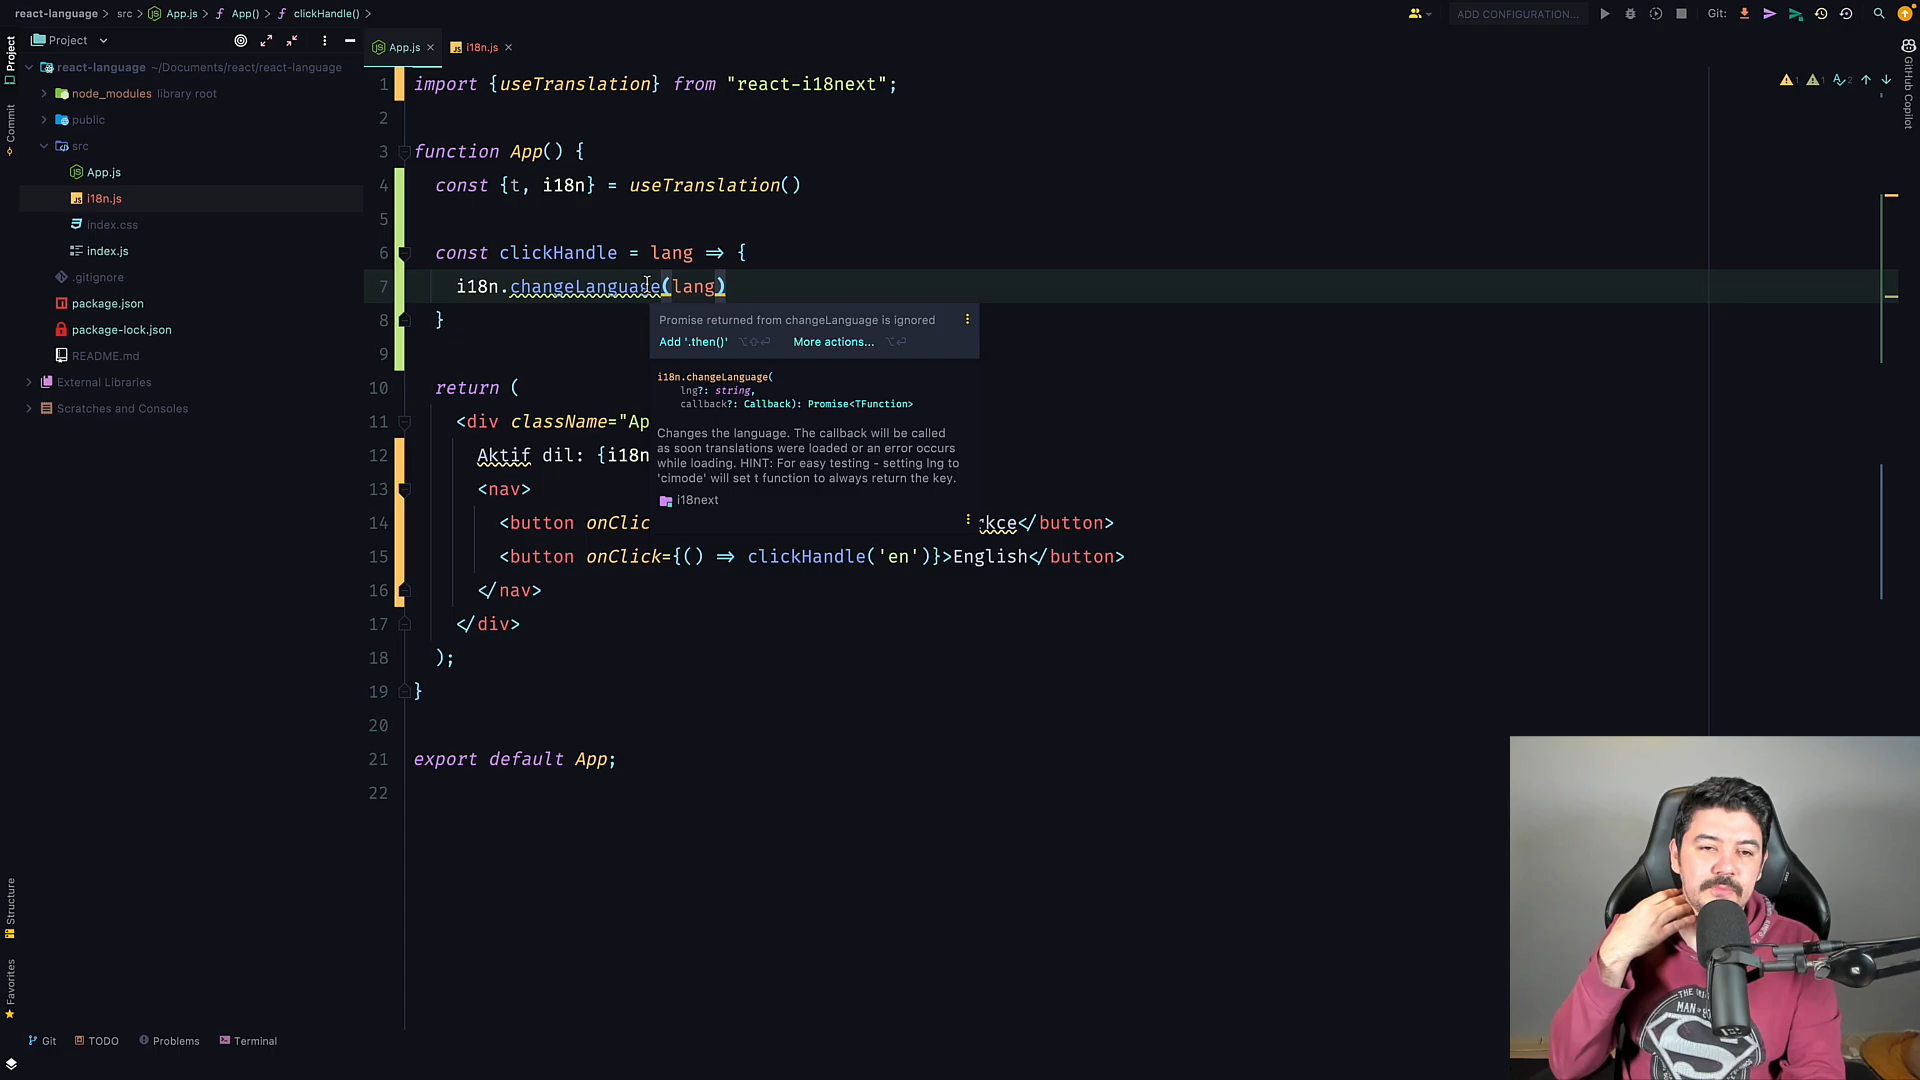 react-language > src > App.js > App() > clickHandle() >
ADD CONFIGURATION...
Git:
Project
App.js
i18n.js
react-language ~/Documents/react/react-language
node_modules library root
public
src
App.js
i18n.js
index.css
index.js
.gitignore
package.json
package-lock.json
README.md
External Libraries
Scratches and Consoles
Project
Commit
Structure
Favorites
GitHub Copilot
1 1 2
1 import {useTranslation} from "react-i18next";
2
3 function App() {
4 const {t, i18n} = useTranslation()
5
6 const clickHandle = lang => {
7 i18n.changeLanguage(lang)
8 }
9
10 return (
11 <div className="Ap
12 Aktif dil: {i18n
13 <nav>
14 <button onClic kce</button>
15 <button onClick={() => clickHandle('en')}>English</button>
16 </nav>
17 </div>
18 );
19 }
20
21 export default App;
22
Promise returned from changeLanguage is ignored
Add '.then()' ⌥⇧⏎ More actions... ⌥⏎
i18n.changeLanguage(
lng?: string,
callback?: Callback): Promise<TFunction>
Changes the language. The callback will be called
as soon translations were loaded or an error occurs
while loading. HINT: For easy testing - setting lng to
'cimode' will set t function to always return the key.
i18next
Git
TODO
Problems
Terminal
MAN OF